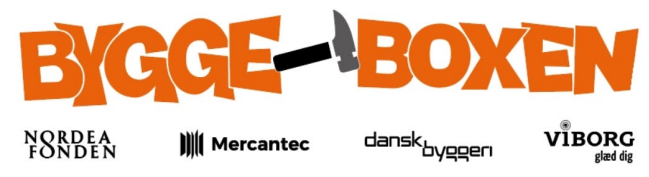 BYGGE-BOXEN
NORDEA
FONDEN
Mercantec
dansk
byggeri
VIBORG
glæd dig